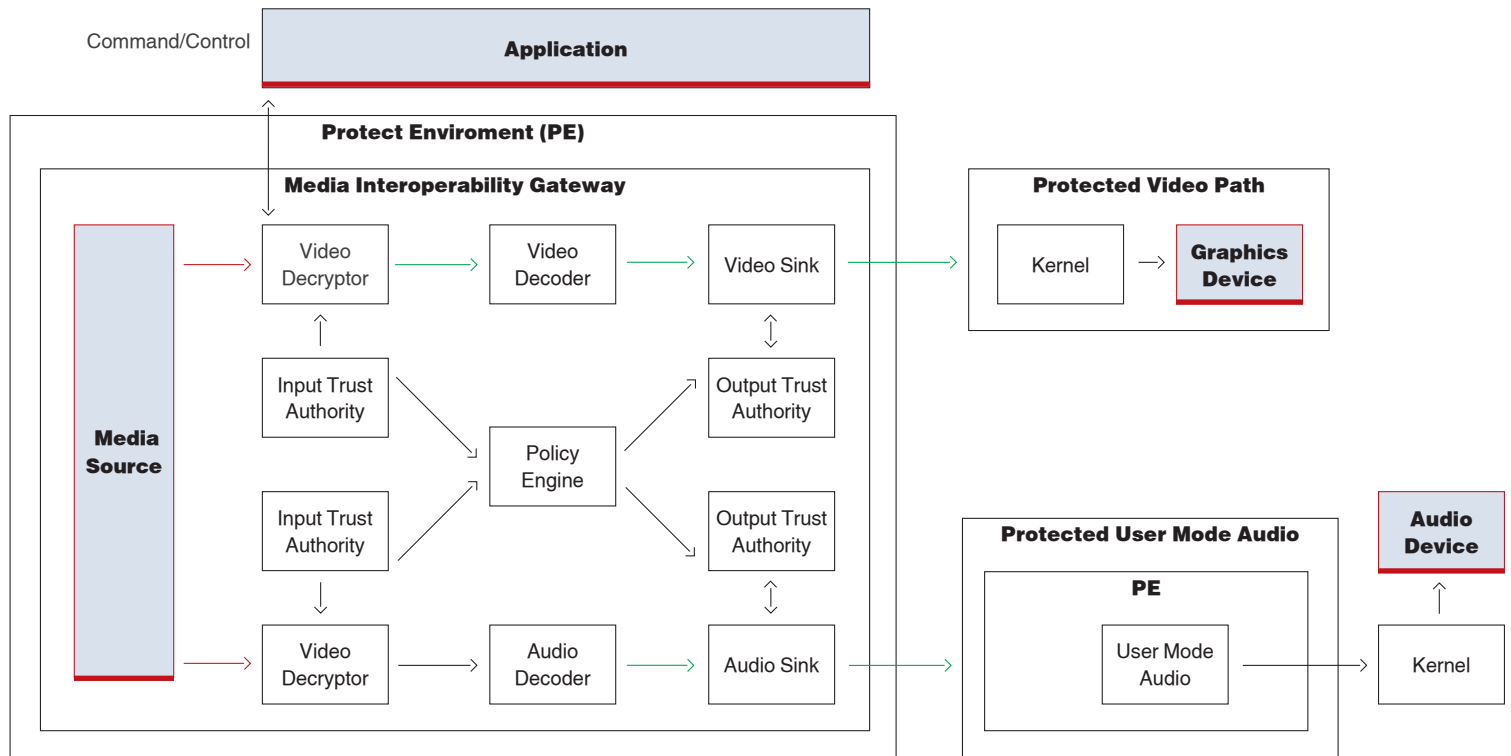 Command/Control
Application
Protect Enviroment (PE)
Media Interoperability Gateway
Protected Video Path
Video
Decryptor
Video
Decoder
Video Sink
Kernel
Graphics
Device
Input Trust
Authority
Output Trust
Authority
Media
Source
Policy
Engine
Input Trust
Authority
Output Trust
Authority
Protected User Mode Audio
Audio
Device
PE
Video
Decryptor
Audio
Decoder
Audio Sink
User Mode
Audio
Kernel